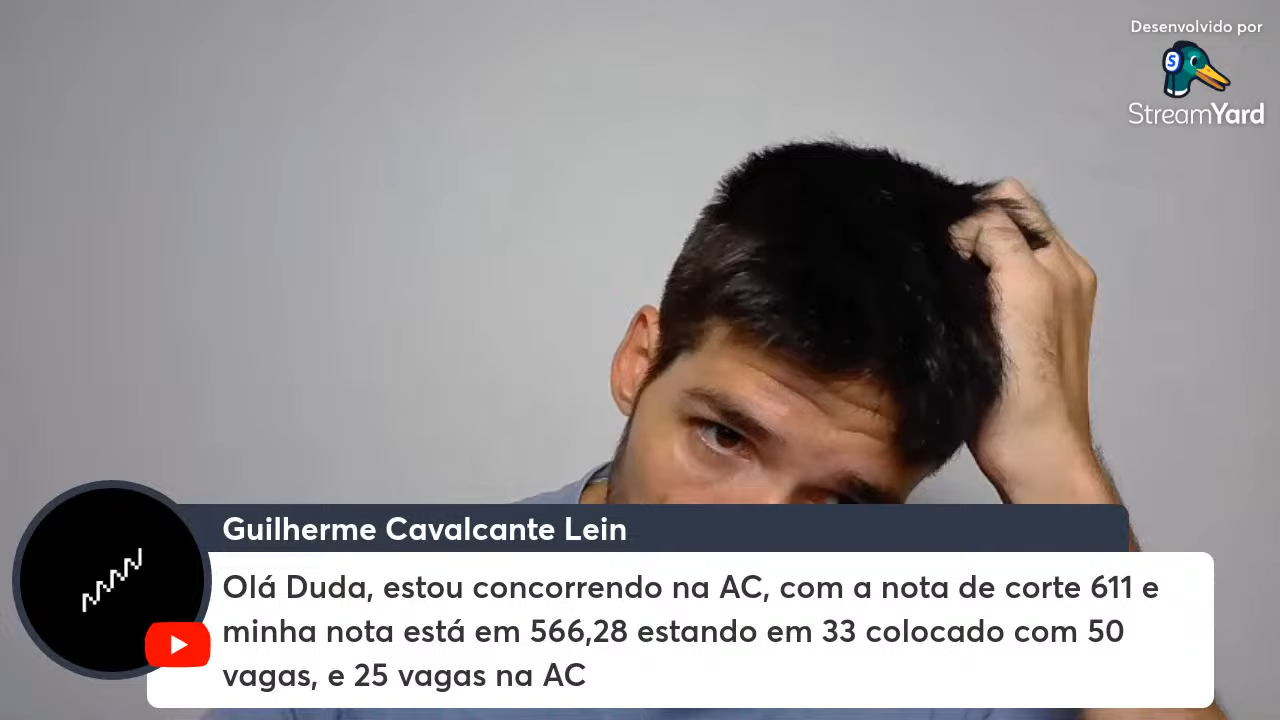 Desenvolvido por
StreamYard
Guilherme Cavalcante Lein
Olá Duda, estou concorrendo na AC, com a nota de corte 611 e
minha nota está em 566,28 estando em 33 colocado com 50
vagas, e 25 vagas na AC